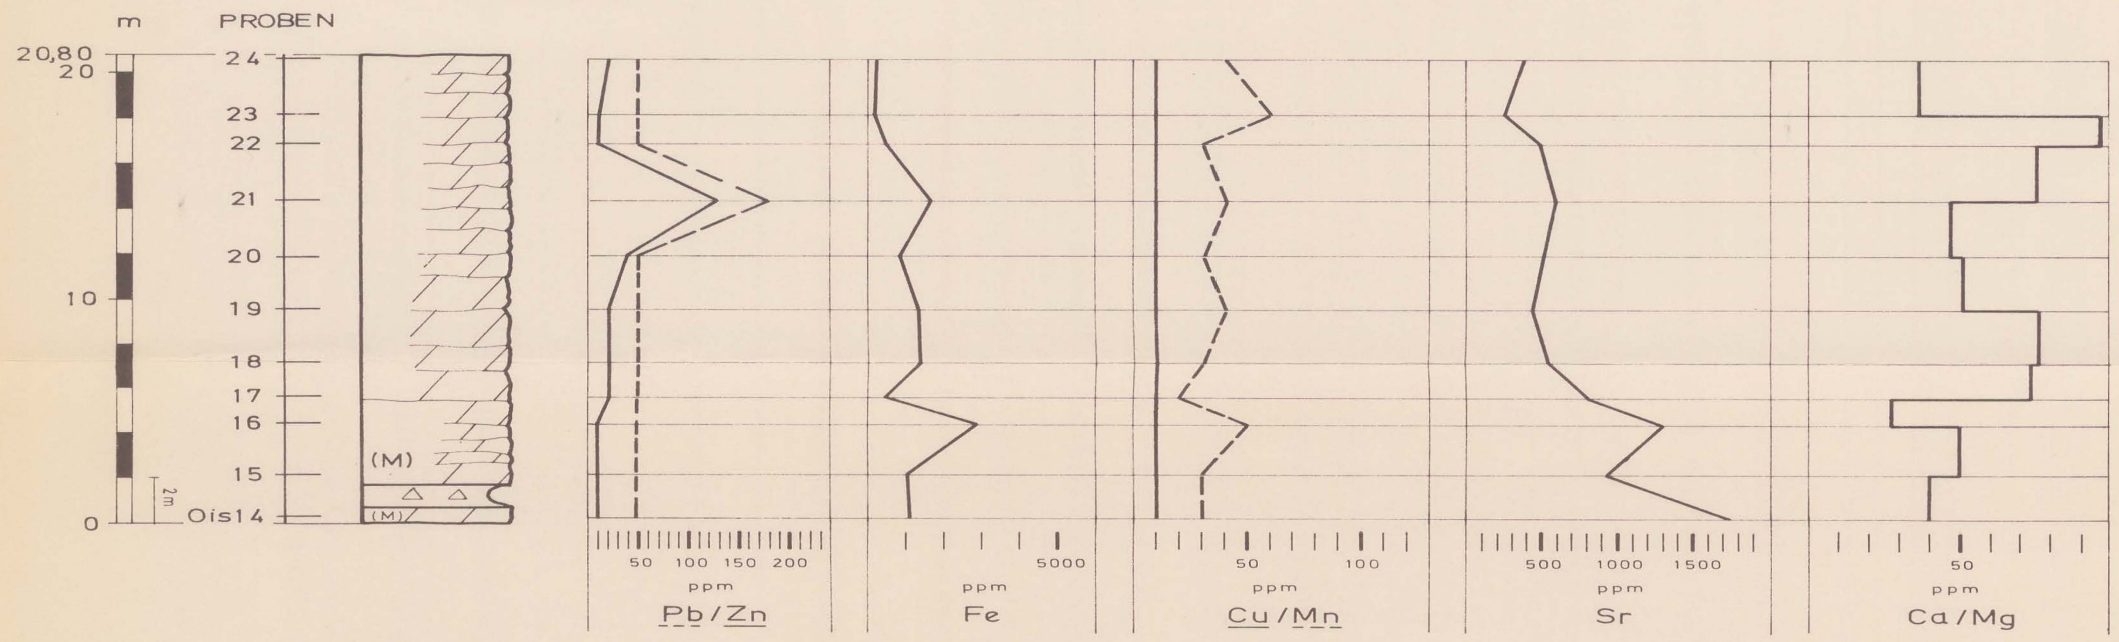 m PROBEN
20,80
20
10
0
2m
24
23
22
21
20
19
18
17
16
15
Ois14
(M)
(M)
50 100 150 200
ppm
Pb/Zn
5000
ppm
Fe
50 100
ppm
Cu/Mn
500 1000 1500
ppm
Sr
50
ppm
Ca/Mg